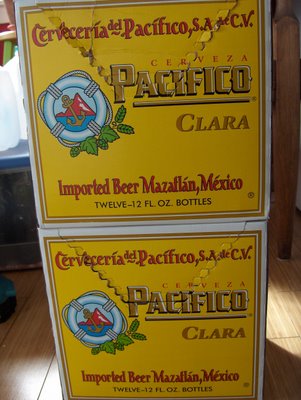 Cervecería del Pacífico, S.A. de C.V.
CERVEZA
PACIFICO
CLARA
Imported Beer Mazatlán, México
TWELVE-12 FL. OZ. BOTTLES
Cervecería del Pacífico, S.A. de C.V.
CERVEZA
PACIFICO
CLARA
Imported Beer Mazatlán, México
TWELVE-12 FL. OZ. BOTTLES